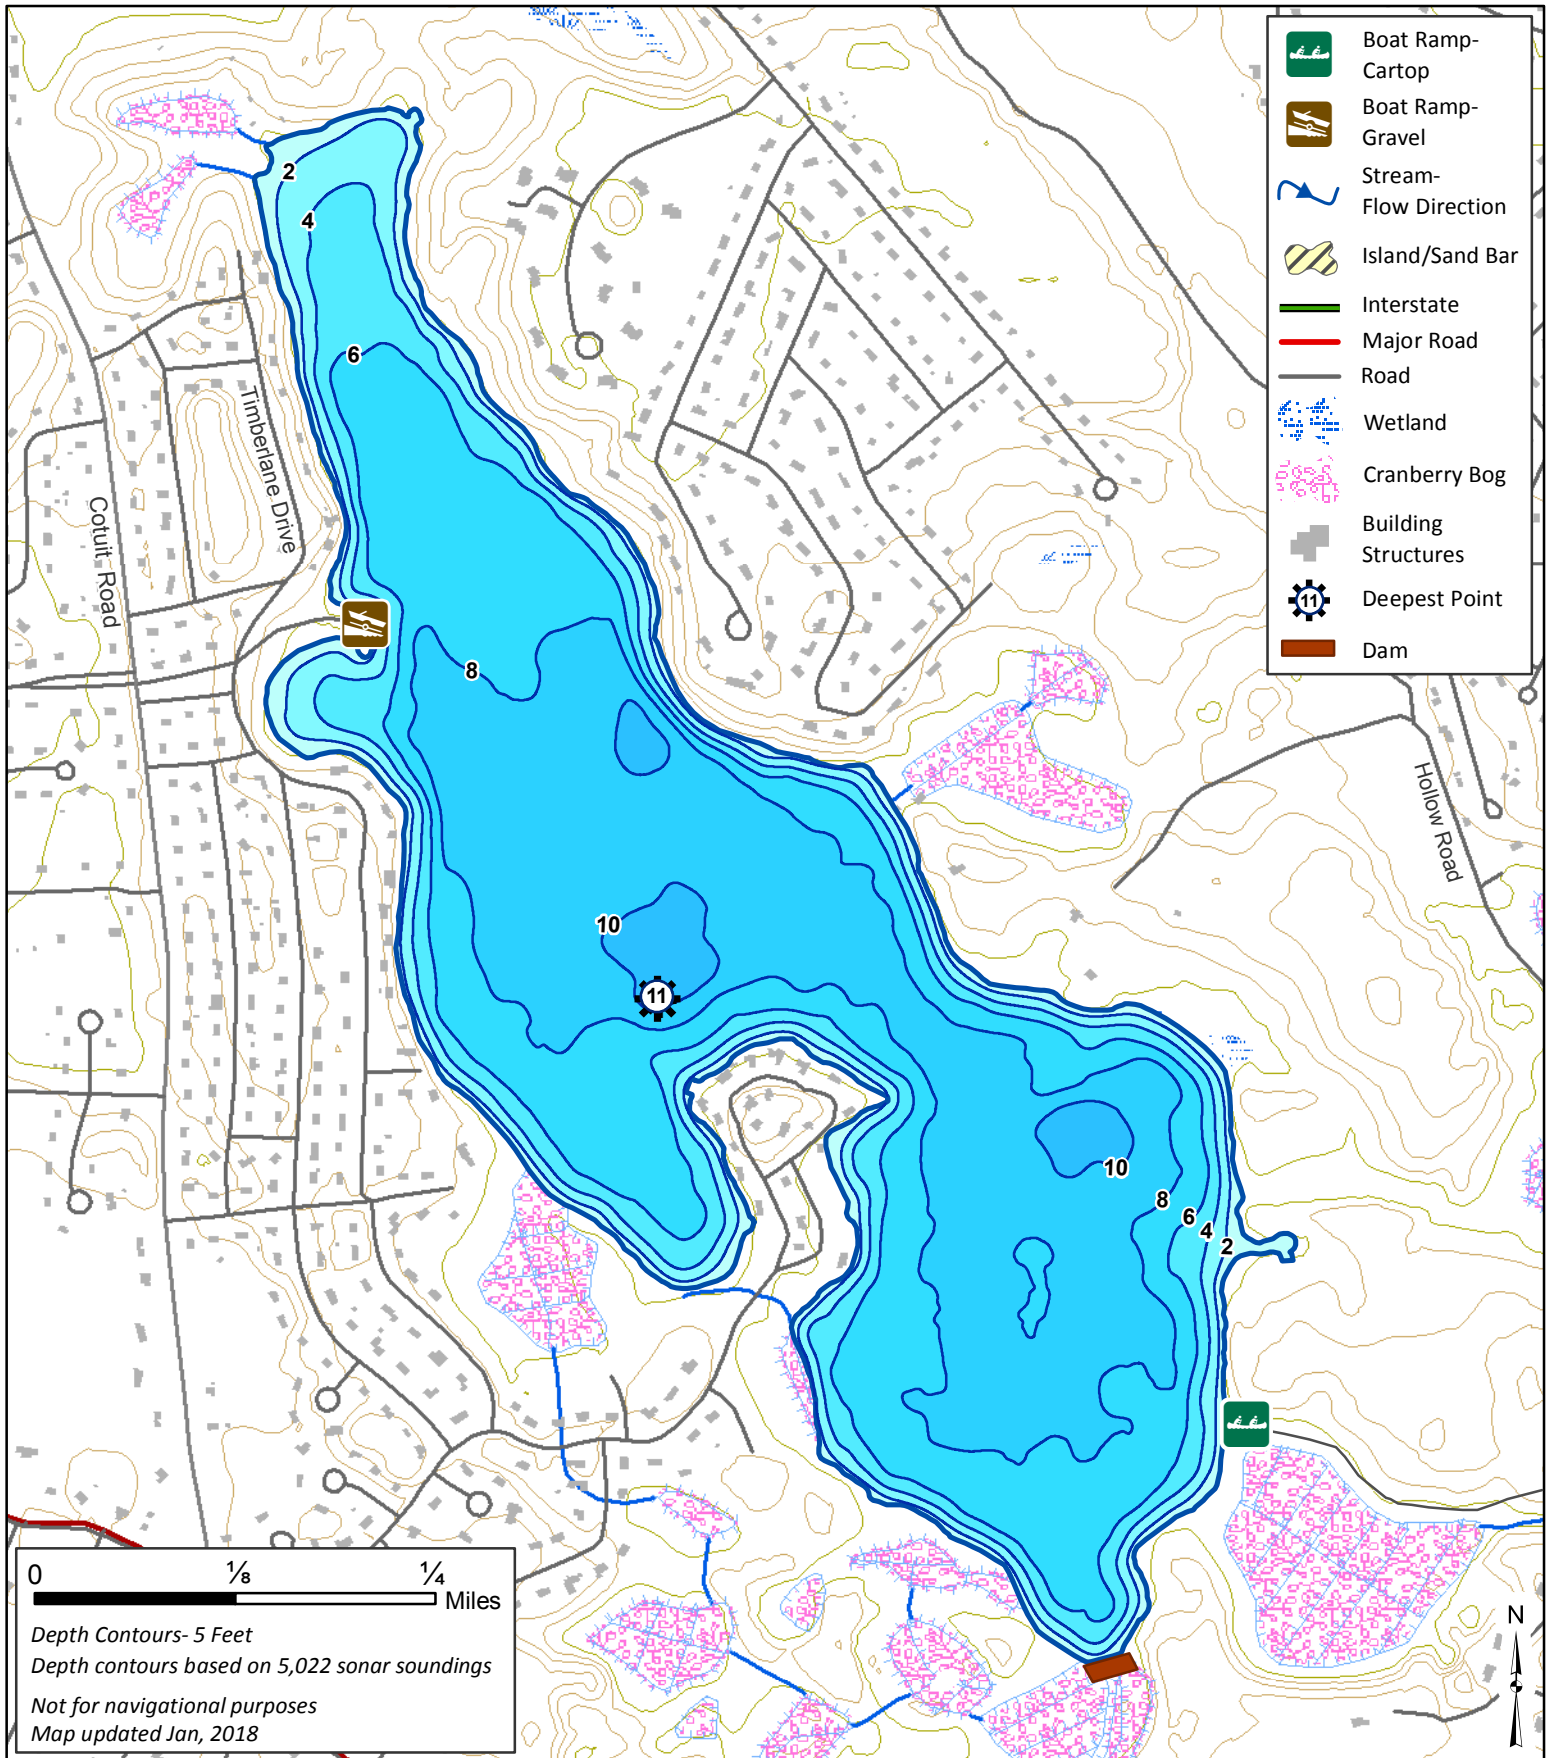 Boat Ramp-
Cartop
Boat Ramp-
Gravel
Stream-
Flow Direction
Island/Sand Bar
Interstate
Major Road
Road
Wetland
Cranberry Bog
Building
Structures
11
Deepest Point
Dam
2
4
6
Timberlane Drive
Cotuit Road
8
Hollow Road
10
11
10
8
6
4
2
0 1/8 1/4
Miles
Depth Contours- 5 Feet
Depth contours based on 5,022 sonar soundings
Not for navigational purposes
Map updated Jan, 2018
N